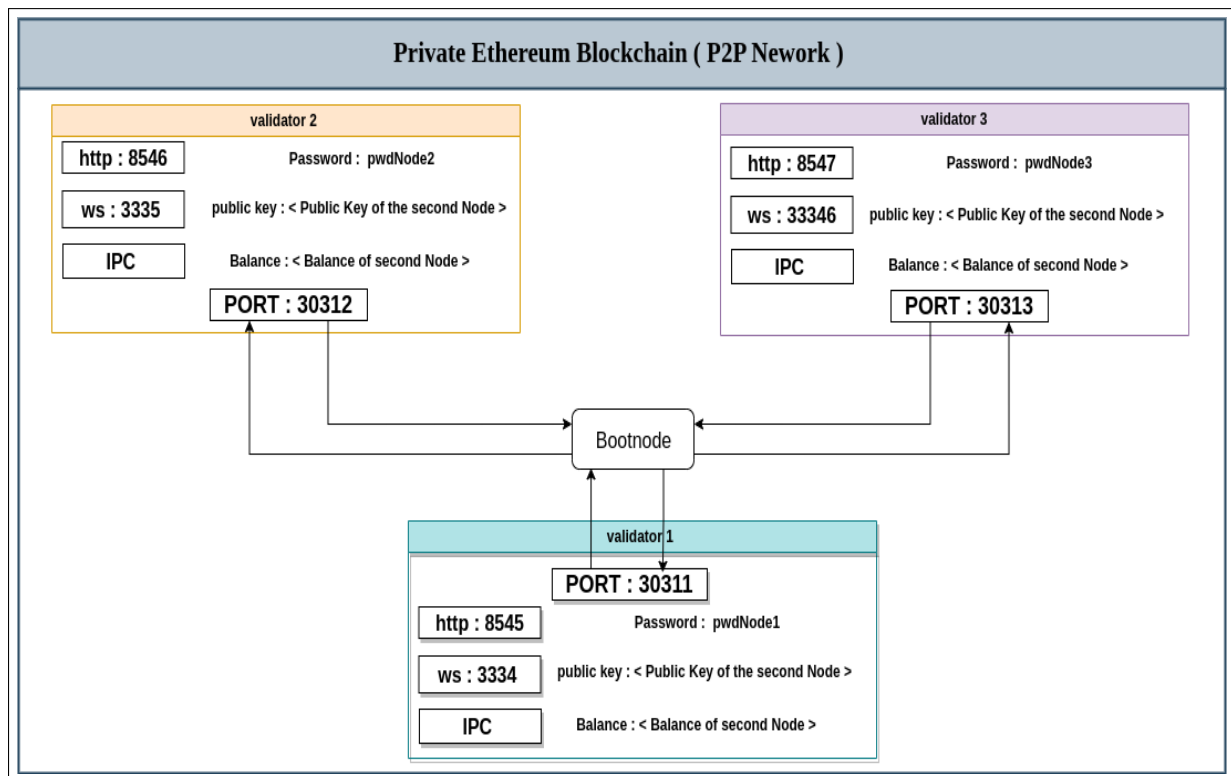 Private Ethereum Blockchain ( P2P Nework )
validator 2
http : 8546
Password : pwdNode2
ws : 3335
public key : < Public Key of the second Node >
IPC
Balance : < Balance of second Node >
PORT : 30312
validator 3
http : 8547
Password : pwdNode3
ws : 33346
public key : < Public Key of the second Node >
IPC
Balance : < Balance of second Node >
PORT : 30313
Bootnode
validator 1
PORT : 30311
http : 8545
Password : pwdNode1
ws : 3334
public key : < Public Key of the second Node >
IPC
Balance : < Balance of second Node >